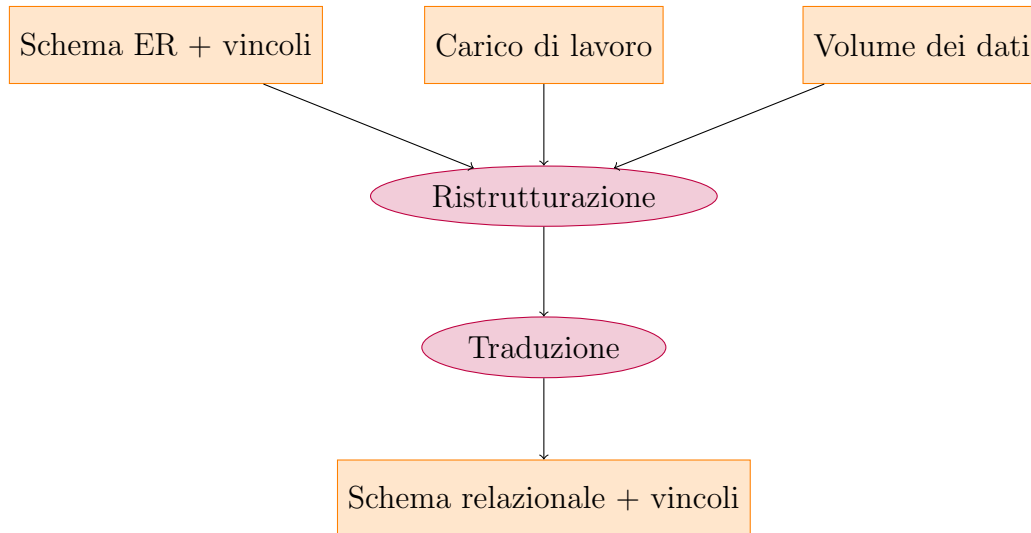 Schema ER + vincoli
Carico di lavoro
Volume dei dati
Ristrutturazione
Traduzione
Schema relazionale + vincoli